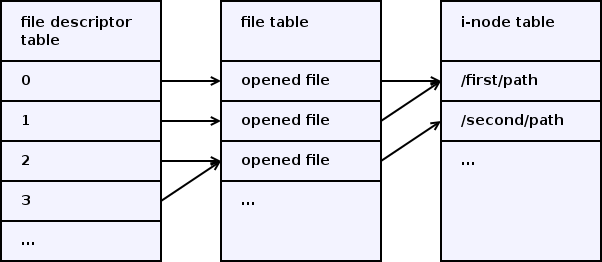 file descriptor
table
0
1
2
3
...
file table
opened file
opened file
opened file
...
i-node table
/first/path
/second/path
...